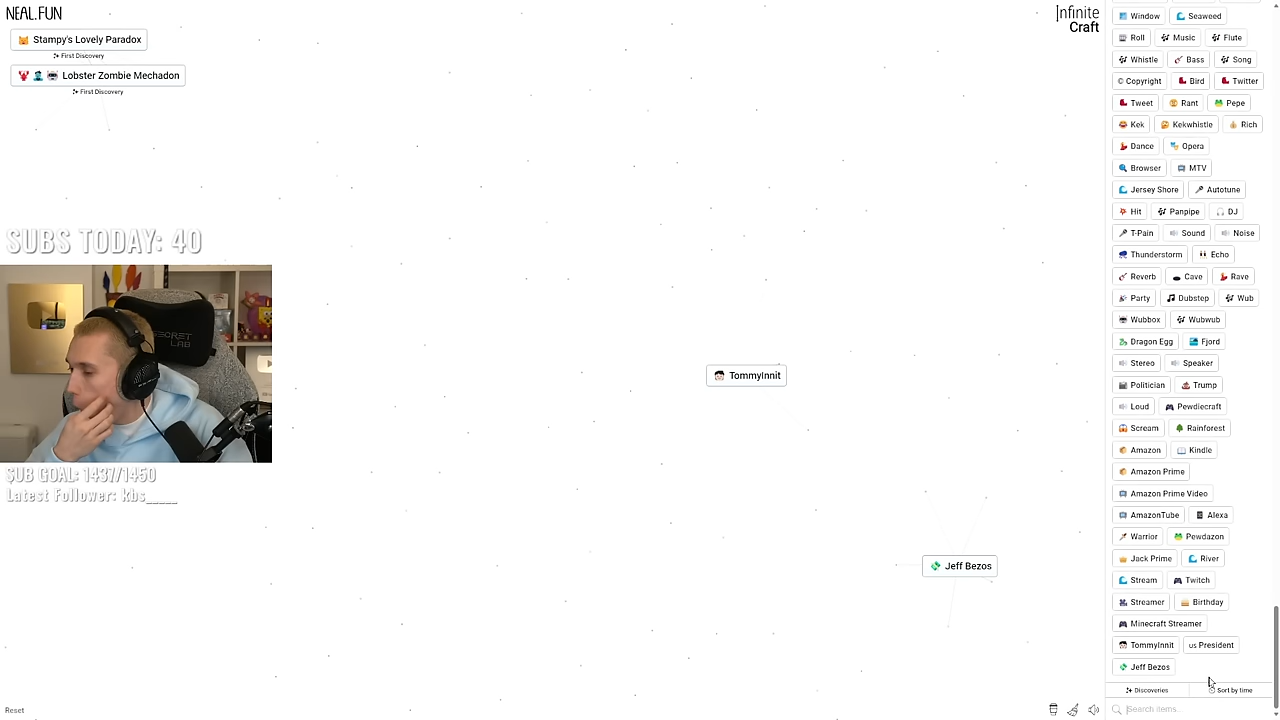 NEAL.FUN
Infinite
Craft
Stampy's Lovely Paradox
First Discovery
Lobster Zombie Mechadon
First Discovery
SUBS TODAY: 40
SECRET
LAB
SUB GOAL: 1437/1450
Latest Follower: kbs_____
TommyInnit
Jeff Bezos
Reset
Window Seaweed
Roll Music Flute
Whistle Bass Song
© Copyright Bird Twitter
Tweet Rant Pepe
Kek Kekwhistle Rich
Dance Opera
Browser MTV
Jersey Shore Autotune
Hit Panpipe DJ
T-Pain Sound Noise
Thunderstorm Echo
Reverb Cave Rave
Party Dubstep Wub
Wubbox Wubwub
Dragon Egg Fjord
Stereo Speaker
Politician Trump
Loud Pewdiecraft
Scream Rainforest
Amazon Kindle
Amazon Prime
Amazon Prime Video
AmazonTube Alexa
Warrior Pewdazon
Jack Prime River
Stream Twitch
Streamer Birthday
Minecraft Streamer
TommyInnit US President
Jeff Bezos
Discoveries Sort by time
Search items...